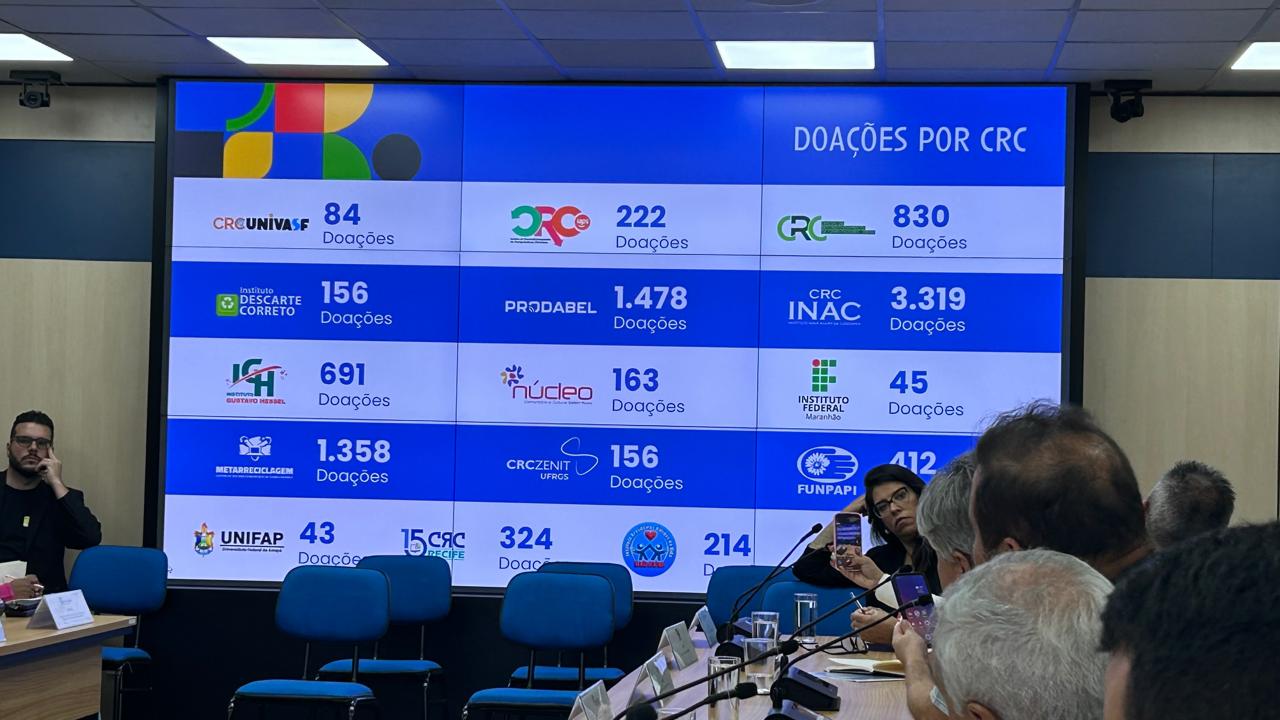 DOAÇÕES POR CRC
CRC UNIVASF
84
Doações
CRC
222
Doações
CRC
830
Doações
Instituto
DESCARTE
CORRETO
156
Doações
PRODABEL
1.478
Doações
CRC
INAC
3.319
Doações
IGH
INSTITUTO
GUSTAVO HESSEL
691
Doações
núcleo
163
Doações
INSTITUTO
FEDERAL
Maranhão
45
Doações
METARRECICLAGEM
1.358
Doações
CRCZENIT
UFRGS
156
Doações
FUNPAPI
412
UNIFAP
Universidade Federal do Amapá
43
Doações
15 CRC
RECIFE
324
214